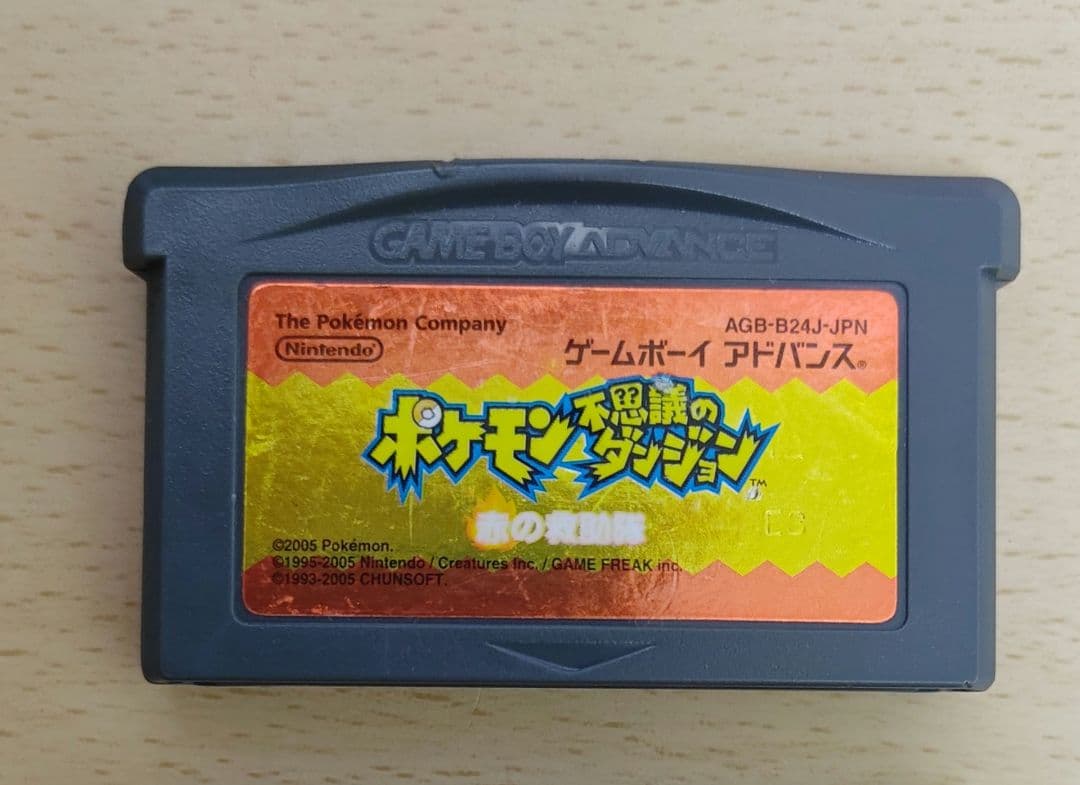 GAME BOY ADVANCE
The Pokémon Company
Nintendo
AGB-B24J-JPN
ゲームボーイ アドバンス®
ポケモン不思議のダンジョン™
赤の救助隊
©2005 Pokémon.
©1995-2005 Nintendo / Creatures Inc. / GAME FREAK inc.
©1993-2005 CHUNSOFT.